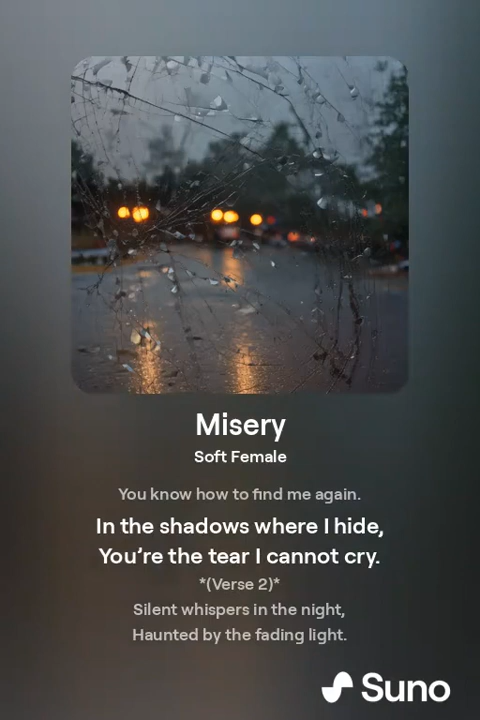 Misery
Soft Female
You know how to find me again.
In the shadows where I hide,
You’re the tear I cannot cry.
*(Verse 2)*
Silent whispers in the night,
Haunted by the fading light.
Suno